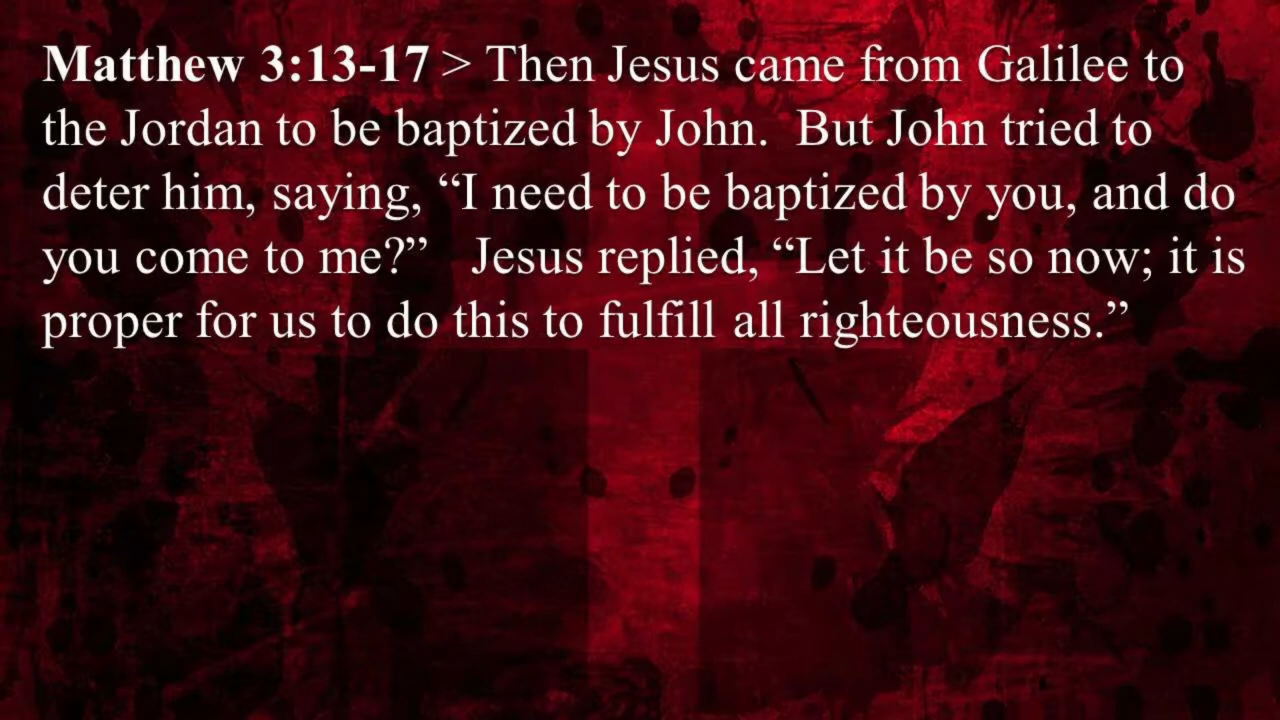 Matthew 3:13-17 > Then Jesus came from Galilee to
the Jordan to be baptized by John.  But John tried to
deter him, saying, “I need to be baptized by you, and do
you come to me?”   Jesus replied, “Let it be so now; it is
proper for us to do this to fulfill all righteousness.”